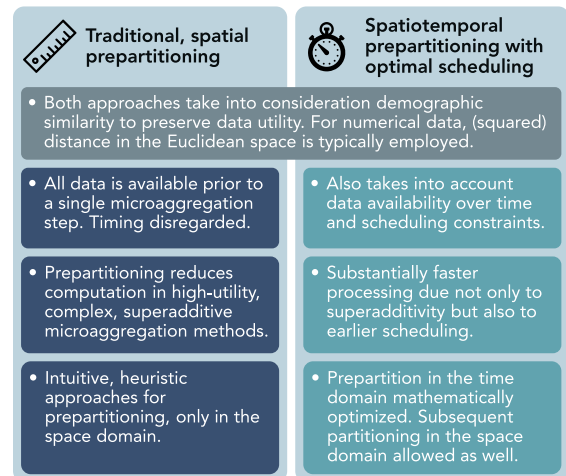 Traditional, spatial
prepartitioning
Spatiotemporal
prepartitioning with
optimal scheduling
• Both approaches take into consideration demographic
similarity to preserve data utility. For numerical data, (squared)
distance in the Euclidean space is typically employed.
• All data is available prior to
a single microaggregation
step. Timing disregarded.
• Also takes into account
data availability over time
and scheduling constraints.
• Prepartitioning reduces
computation in high-utility,
complex, superadditive
microaggregation methods.
• Substantially faster
processing due not only to
superadditivity but also to
earlier scheduling.
• Intuitive, heuristic
approaches for
prepartitioning, only in the
space domain.
• Prepartition in the time
domain mathematically
optimized. Subsequent
partitioning in the space
domain allowed as well.